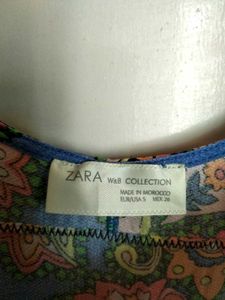 ZARA W&B COLLECTION
MADE IN MOROCCO
EUR/USA S MEX 26